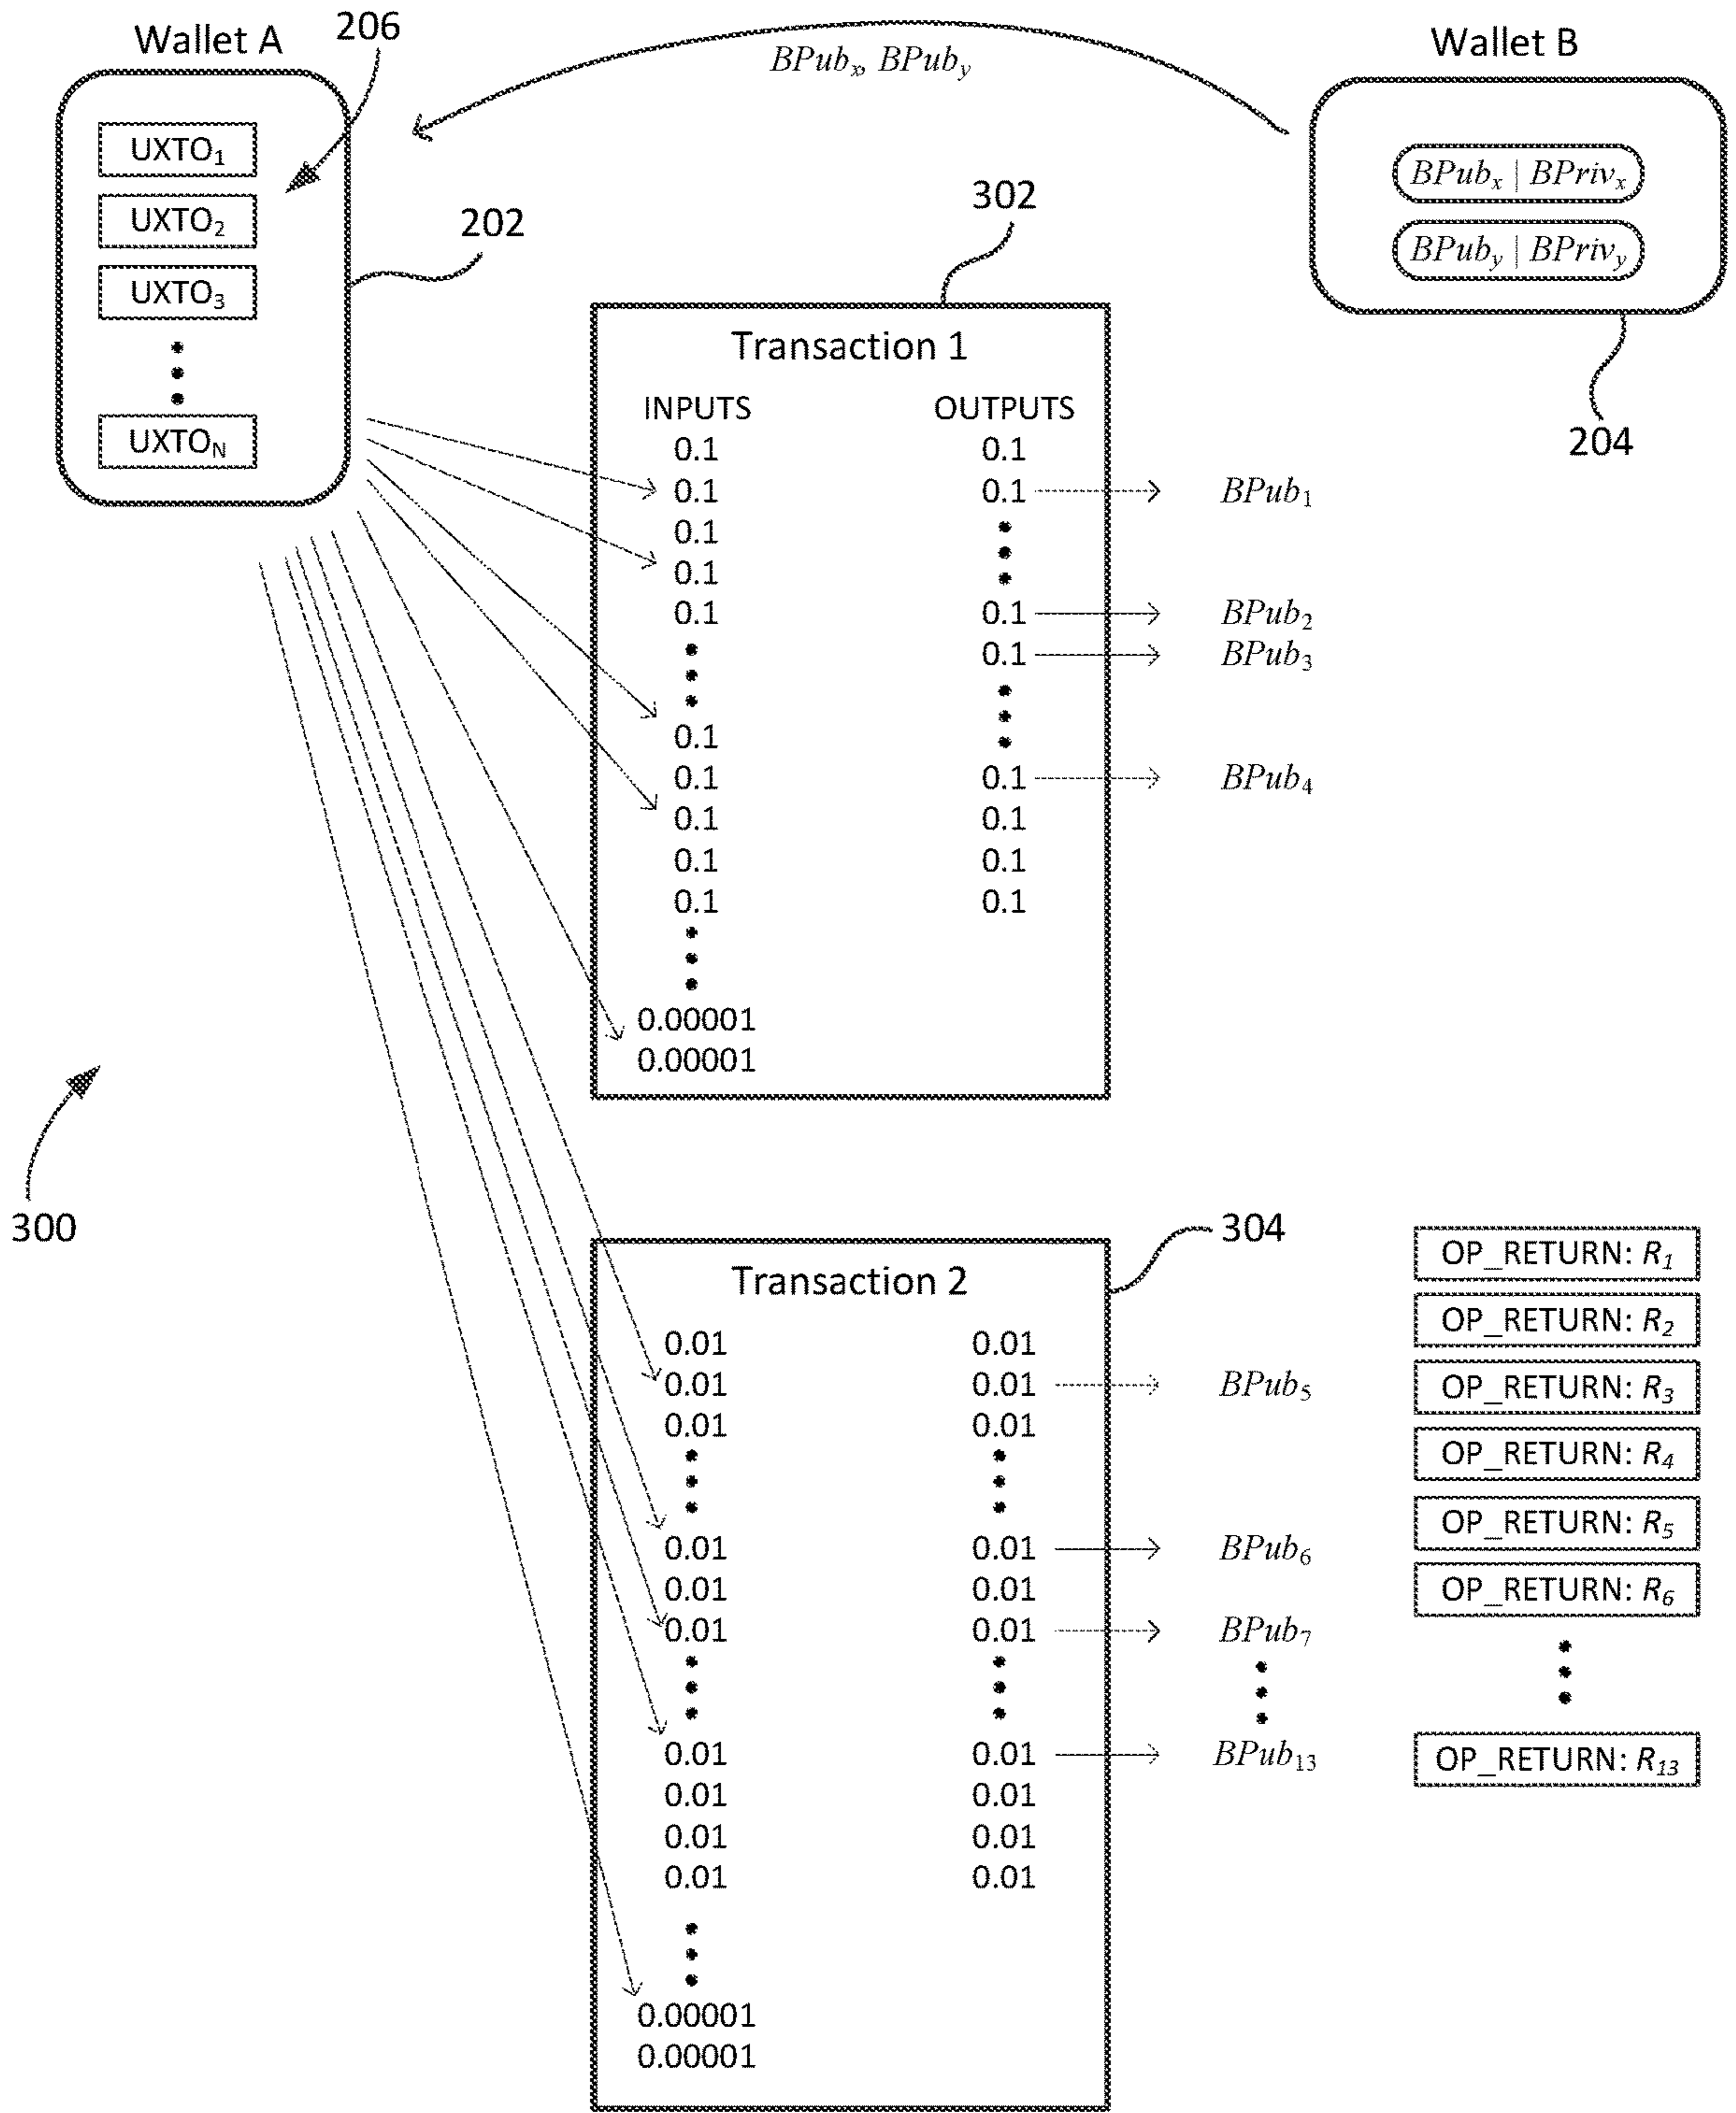 Wallet A
206
BPubx, BPuby
Wallet B
UXTO1
UXTO2
UXTO3
UXTON
202
302
BPubx | BPrivx
BPuby | BPrivy
204
Transaction 1
INPUTS OUTPUTS
0.1 0.1
0.1 0.1 BPub1
0.1
0.1
0.1 0.1 BPub2
0.1 BPub3
0.1
0.1 0.1 BPub4
0.1 0.1
0.1 0.1
0.1 0.1
0.00001
0.00001
300
304
Transaction 2
0.01 0.01
0.01 0.01 BPub5
0.01 0.01
0.01 0.01 BPub6
0.01 0.01
0.01 0.01 BPub7
0.01 0.01 BPub13
0.01 0.01
0.01 0.01
0.01 0.01
0.00001
0.00001
OP_RETURN: R1
OP_RETURN: R2
OP_RETURN: R3
OP_RETURN: R4
OP_RETURN: R5
OP_RETURN: R6
OP_RETURN: R13